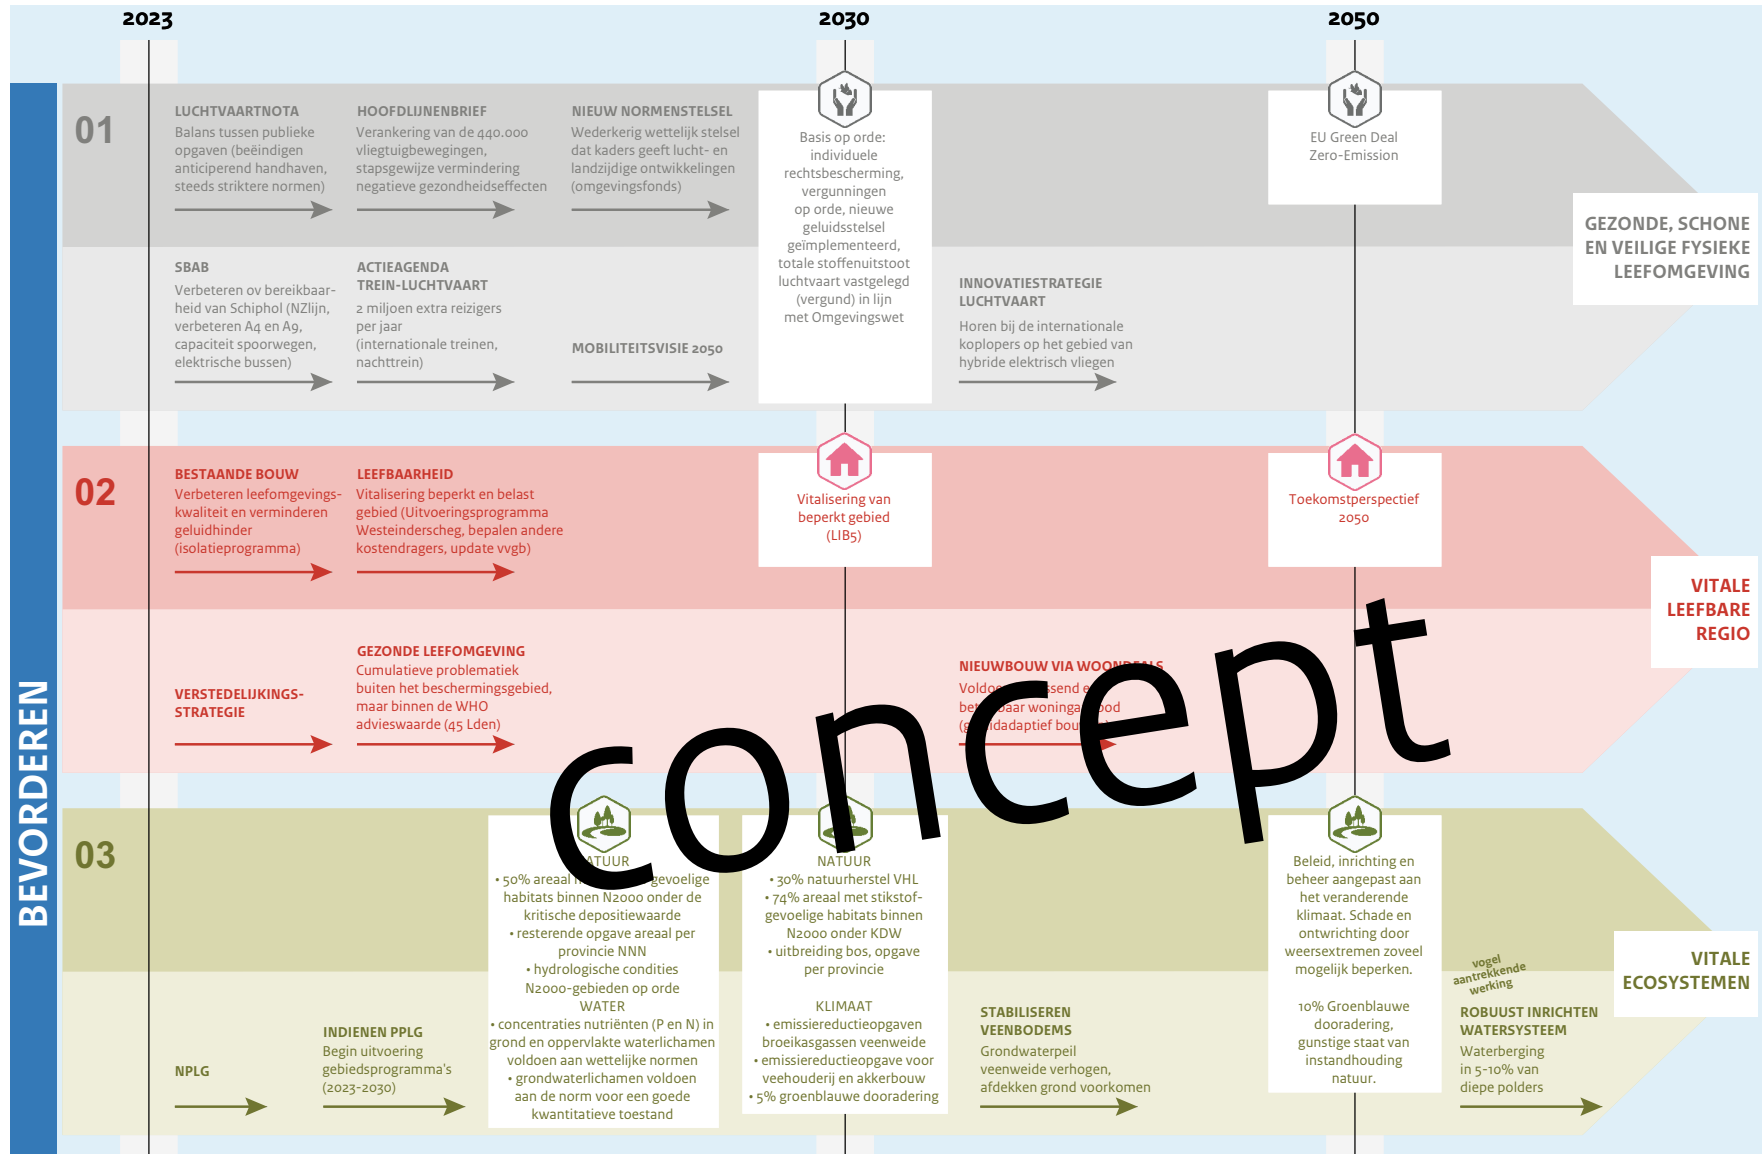 2023
2030
2050
BEVORDEREN
01
LUCHTVAARTNOTA
Balans tussen publieke
opgaven (beëindigen
anticiperend handhaven,
steeds striktere normen)
HOOFDLIJNENBRIEF
Verankering van de 440.000
vliegtuigbewegingen,
stapsgewijze vermindering
negatieve gezondheidseffecten
NIEUW NORMENSTELSEL
Wederkerig wettelijk stelsel
dat kaders geeft lucht- en
landzijdige ontwikkelingen
(omgevingsfonds)
Basis op orde:
individuele
rechtsbescherming,
vergunningen
op orde, nieuwe
geluidsstelsel
geïmplementeerd,
totale stoffenuitstoot
luchtvaart vastgelegd
(vergund) in lijn
met Omgevingswet
EU Green Deal
Zero-Emission
GEZONDE, SCHONE
EN VEILIGE FYSIEKE
LEEFOMGEVING
SBAB
Verbeteren ov bereikbaar-
heid van Schiphol (NZlijn,
verbeteren A4 en A9,
capaciteit spoorwegen,
elektrische bussen)
ACTIEAGENDA
TREIN-LUCHTVAART
2 miljoen extra reizigers
per jaar
(internationale treinen,
nachttrein)
MOBILITEITSVISIE 2050
INNOVATIESTRATEGIE
LUCHTVAART
Horen bij de internationale
koplopers op het gebied van
hybride elektrisch vliegen
02
BESTAANDE BOUW
Verbeteren leefomgevings-
kwaliteit en verminderen
geluidhinder
(isolatieprogramma)
LEEFBAARHEID
Vitalisering beperkt en belast
gebied (Uitvoeringsprogramma
Westeinderscheg, bepalen andere
kostendragers, update vvgb)
Vitalisering van
beperkt gebied
(LIB5)
Toekomstperspectief
2050
VITALE
LEEFBARE
REGIO
VERSTEDELIJKINGS-
STRATEGIE
GEZONDE LEEFOMGEVING
Cumulatieve problematiek
buiten het beschermingsgebied,
maar binnen de WHO
advieswaarde (45 Lden)
NIEUWBOUW VIA WOONDEALS
concept
03
NATUUR
• 50% areaal gevoelige
habitats binnen N2000 onder de
kritische depositiewaarde
• resterende opgave areaal per
provincie NNN
• hydrologische condities
N2000-gebieden op orde
WATER
• concentraties nutriënten (P en N) in
grond en oppervlakte waterlichamen
voldoen aan wettelijke normen
• grondwaterlichamen voldoen
aan de norm voor een goede
kwantitatieve toestand
NATUUR
• 30% natuurherstel VHL
• 74% areaal met stikstof-
gevoelige habitats binnen
N2000 onder KDW
• uitbreiding bos, opgave
per provincie
KLIMAAT
• emissiereductieopgaven
broeikasgassen veenweide
• emissiereductieopgave voor
veehouderij en akkerbouw
• 5% groenblauwe dooradering
Beleid, inrichting en
beheer aangepast aan
het veranderende
klimaat. Schade en
ontwrichting door
weersextremen zoveel
mogelijk beperken.
10% Groenblauwe
dooradering,
gunstige staat van
instandhouding
natuur.
VITALE
ECOSYSTEMEN
NPLG
INDIENEN PPLG
Begin uitvoering
gebiedsprogramma's
(2023-2030)
STABILISEREN
VEENBODEMS
Grondwaterpeil
veenweide verhogen,
afdekken grond voorkomen
vogel
aantrekkende
werking
ROBUUST INRICHTEN
WATERSYSTEEM
Waterberging
in 5-10% van
diepe polders